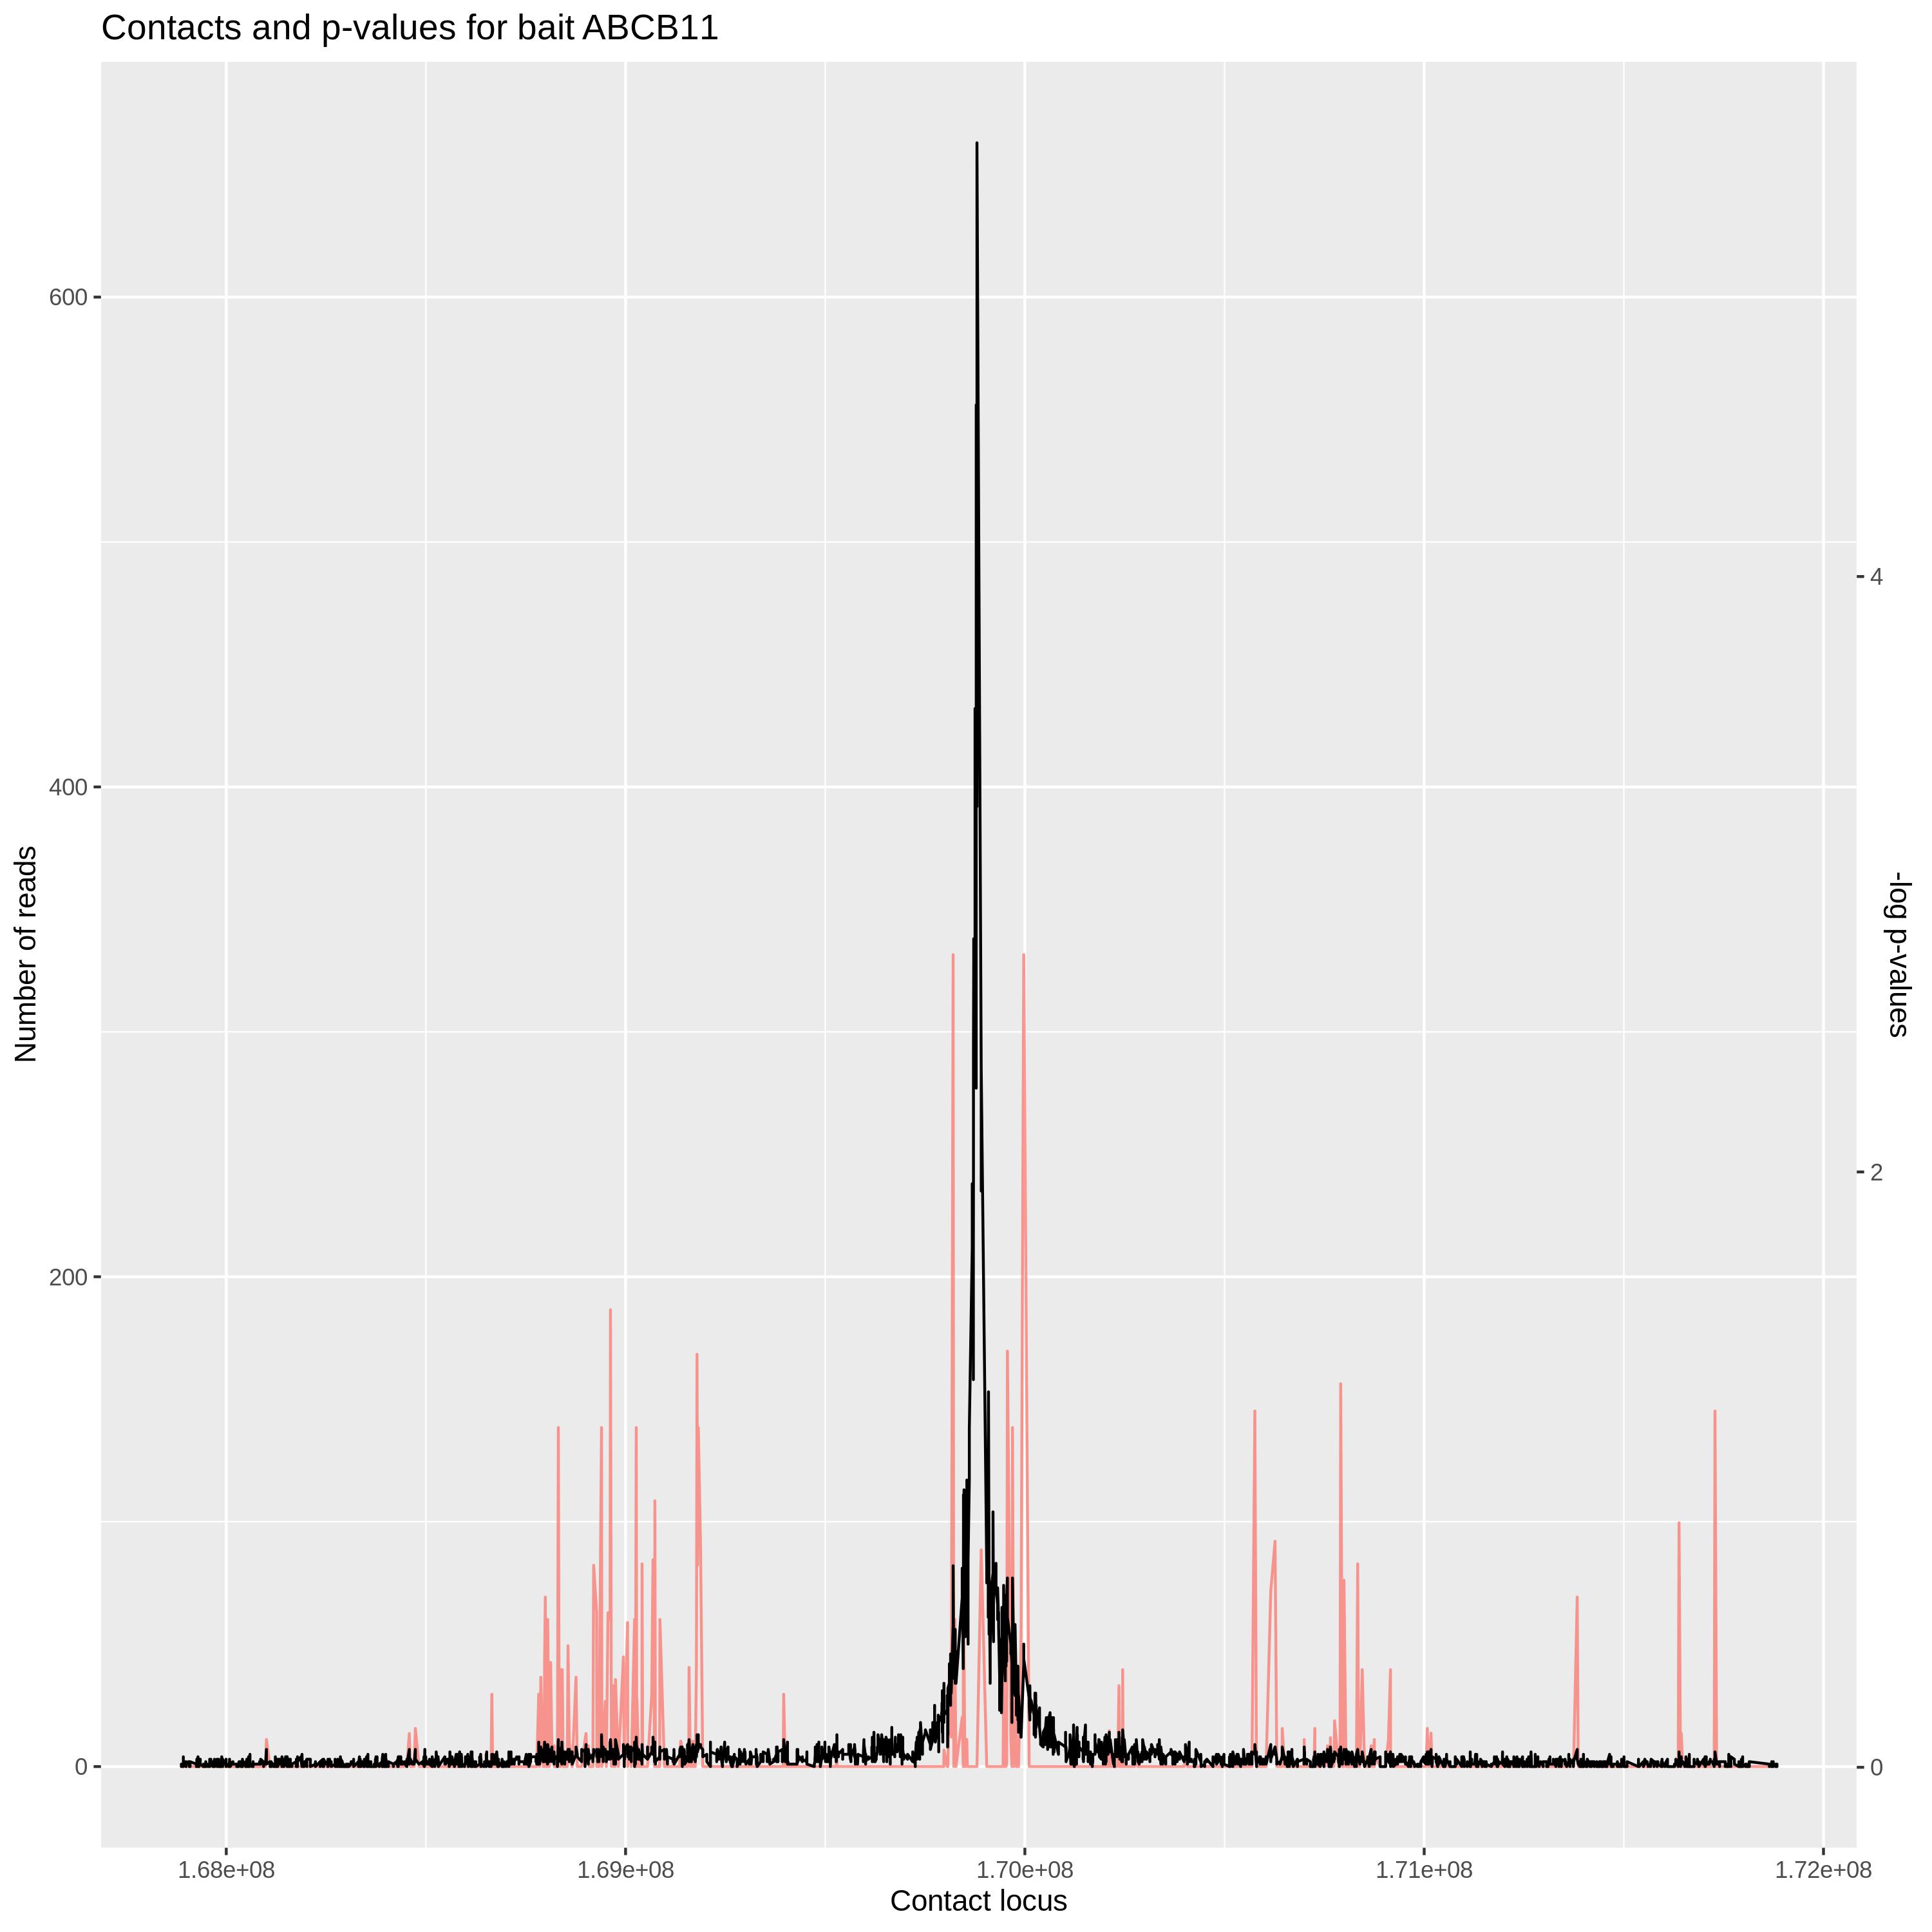 Contacts and p-values for bait ABCB11
Number of reads
600
400
200
0
4
2
0
-log p-values
1.68e+08
1.69e+08
1.70e+08
1.71e+08
1.72e+08
Contact locus